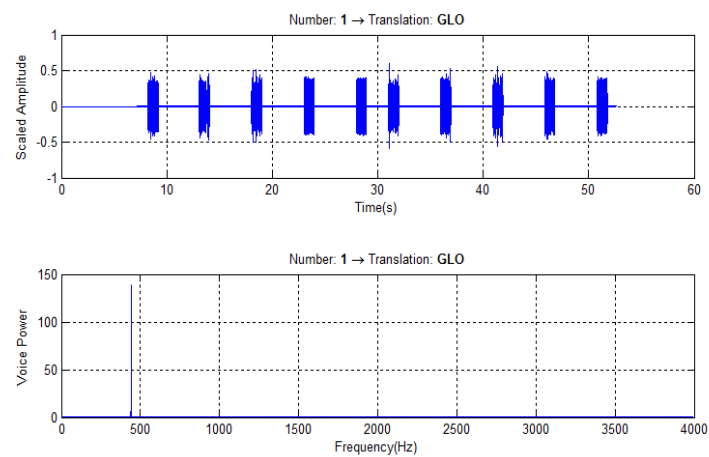 Number: 1 → Translation: GLO
1
0.5
0
-0.5
-1
Scaled Amplitude
0 10 20 30 40 50 60
Time(s)
Number: 1 → Translation: GLO
150
100
50
0
Voice Power
0 500 1000 1500 2000 2500 3000 3500 4000
Frequency(Hz)